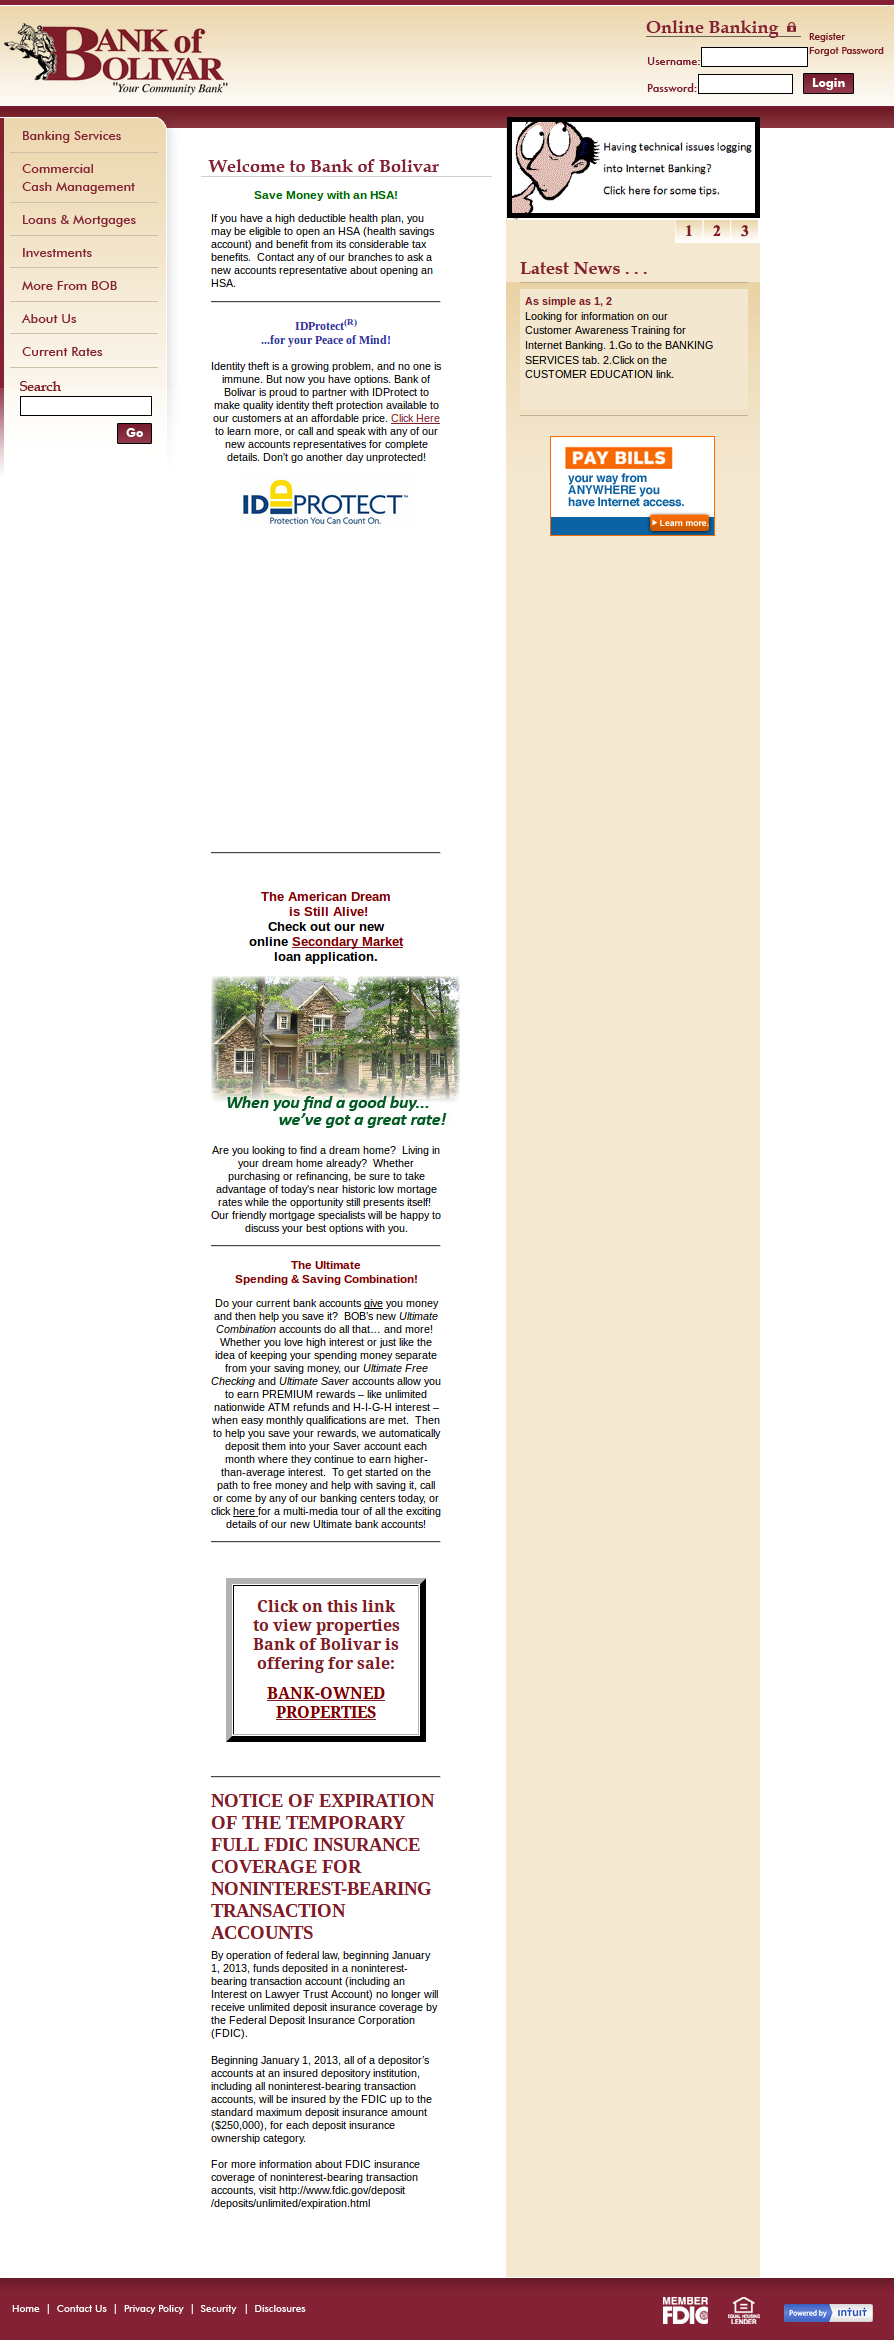 BANK of
BOLIVAR
"Your Community Bank"
Online Banking
Register
Forgot Password
Username:
Password:
Login
Banking Services
Commercial
Cash Management
Loans & Mortgages
Investments
More From BOB
About Us
Current Rates
Search
Go
Welcome to Bank of Bolivar
Save Money with an HSA!
If you have a high deductible health plan, you
may be eligible to open an HSA (health savings
account) and benefit from its considerable tax
benefits.  Contact any of our branches to ask a
new accounts representative about opening an
HSA.
IDProtect(R)
...for your Peace of Mind!
Identity theft is a growing problem, and no one is
immune. But now you have options. Bank of
Bolivar is proud to partner with IDProtect to
make quality identity theft protection available to
our customers at an affordable price. Click Here
to learn more, or call and speak with any of our
new accounts representatives for complete
details. Don't go another day unprotected!
IDPROTECT™
Protection You Can Count On.
The American Dream
is Still Alive!
Check out our new
online Secondary Market
loan application.
When you find a good buy...
we've got a great rate!
Are you looking to find a dream home?  Living in
your dream home already?  Whether
purchasing or refinancing, be sure to take
advantage of today's near historic low mortage
rates while the opportunity still presents itself!
Our friendly mortgage specialists will be happy to
discuss your best options with you.
The Ultimate
Spending & Saving Combination!
Do your current bank accounts give you money
and then help you save it?  BOB's new Ultimate
Combination accounts do all that… and more!
Whether you love high interest or just like the
idea of keeping your spending money separate
from your saving money, our Ultimate Free
Checking and Ultimate Saver accounts allow you
to earn PREMIUM rewards – like unlimited
nationwide ATM refunds and H-I-G-H interest –
when easy monthly qualifications are met.  Then
to help you save your rewards, we automatically
deposit them into your Saver account each
month where they continue to earn higher-
than-average interest.  To get started on the
path to free money and help with saving it, call
or come by any of our banking centers today, or
click here for a multi-media tour of all the exciting
details of our new Ultimate bank accounts!
Click on this link
to view properties
Bank of Bolivar is
offering for sale:
BANK-OWNED
PROPERTIES
NOTICE OF EXPIRATION
OF THE TEMPORARY
FULL FDIC INSURANCE
COVERAGE FOR
NONINTEREST-BEARING
TRANSACTION
ACCOUNTS
By operation of federal law, beginning January
1, 2013, funds deposited in a noninterest-
bearing transaction account (including an
Interest on Lawyer Trust Account) no longer will
receive unlimited deposit insurance coverage by
the Federal Deposit Insurance Corporation
(FDIC).
Beginning January 1, 2013, all of a depositor's
accounts at an insured depository institution,
including all noninterest-bearing transaction
accounts, will be insured by the FDIC up to the
standard maximum deposit insurance amount
($250,000), for each deposit insurance
ownership category.
For more information about FDIC insurance
coverage of noninterest-bearing transaction
accounts, visit http://www.fdic.gov/deposit
/deposits/unlimited/expiration.html
Having technical issues logging
into Internet Banking?
Click here for some tips.
1 2 3
Latest News . . .
As simple as 1, 2
Looking for information on our
Customer Awareness Training for
Internet Banking. 1.Go to the BANKING
SERVICES tab. 2.Click on the
CUSTOMER EDUCATION link.
PAY BILLS
your way from
ANYWHERE you
have Internet access.
Learn more.
Home | Contact Us | Privacy Policy | Security | Disclosures
MEMBER
FDIC
EQUAL HOUSING
LENDER
Powered by intuit